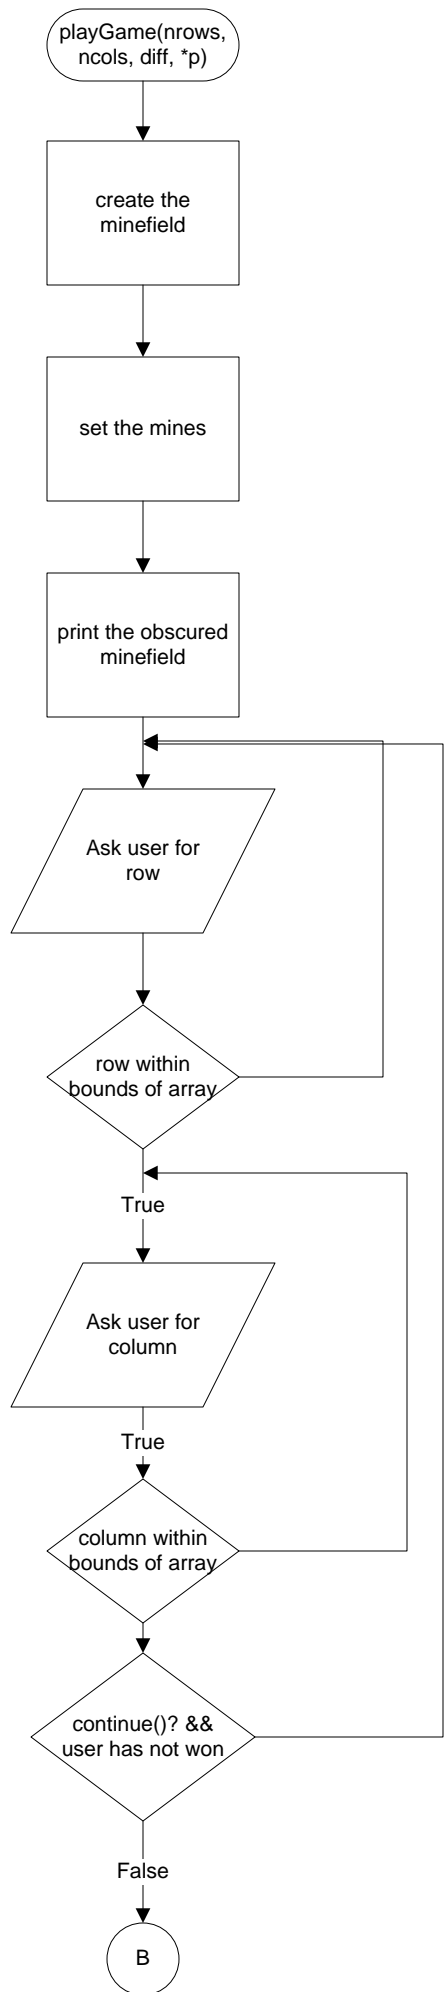 playGame(nrows,
ncols, diff, *p)
create the
minefield
set the mines
print the obscured
minefield
Ask user for
row
row within
bounds of array
True
Ask user for
column
True
column within
bounds of array
continue()? &&
user has not won
False
B